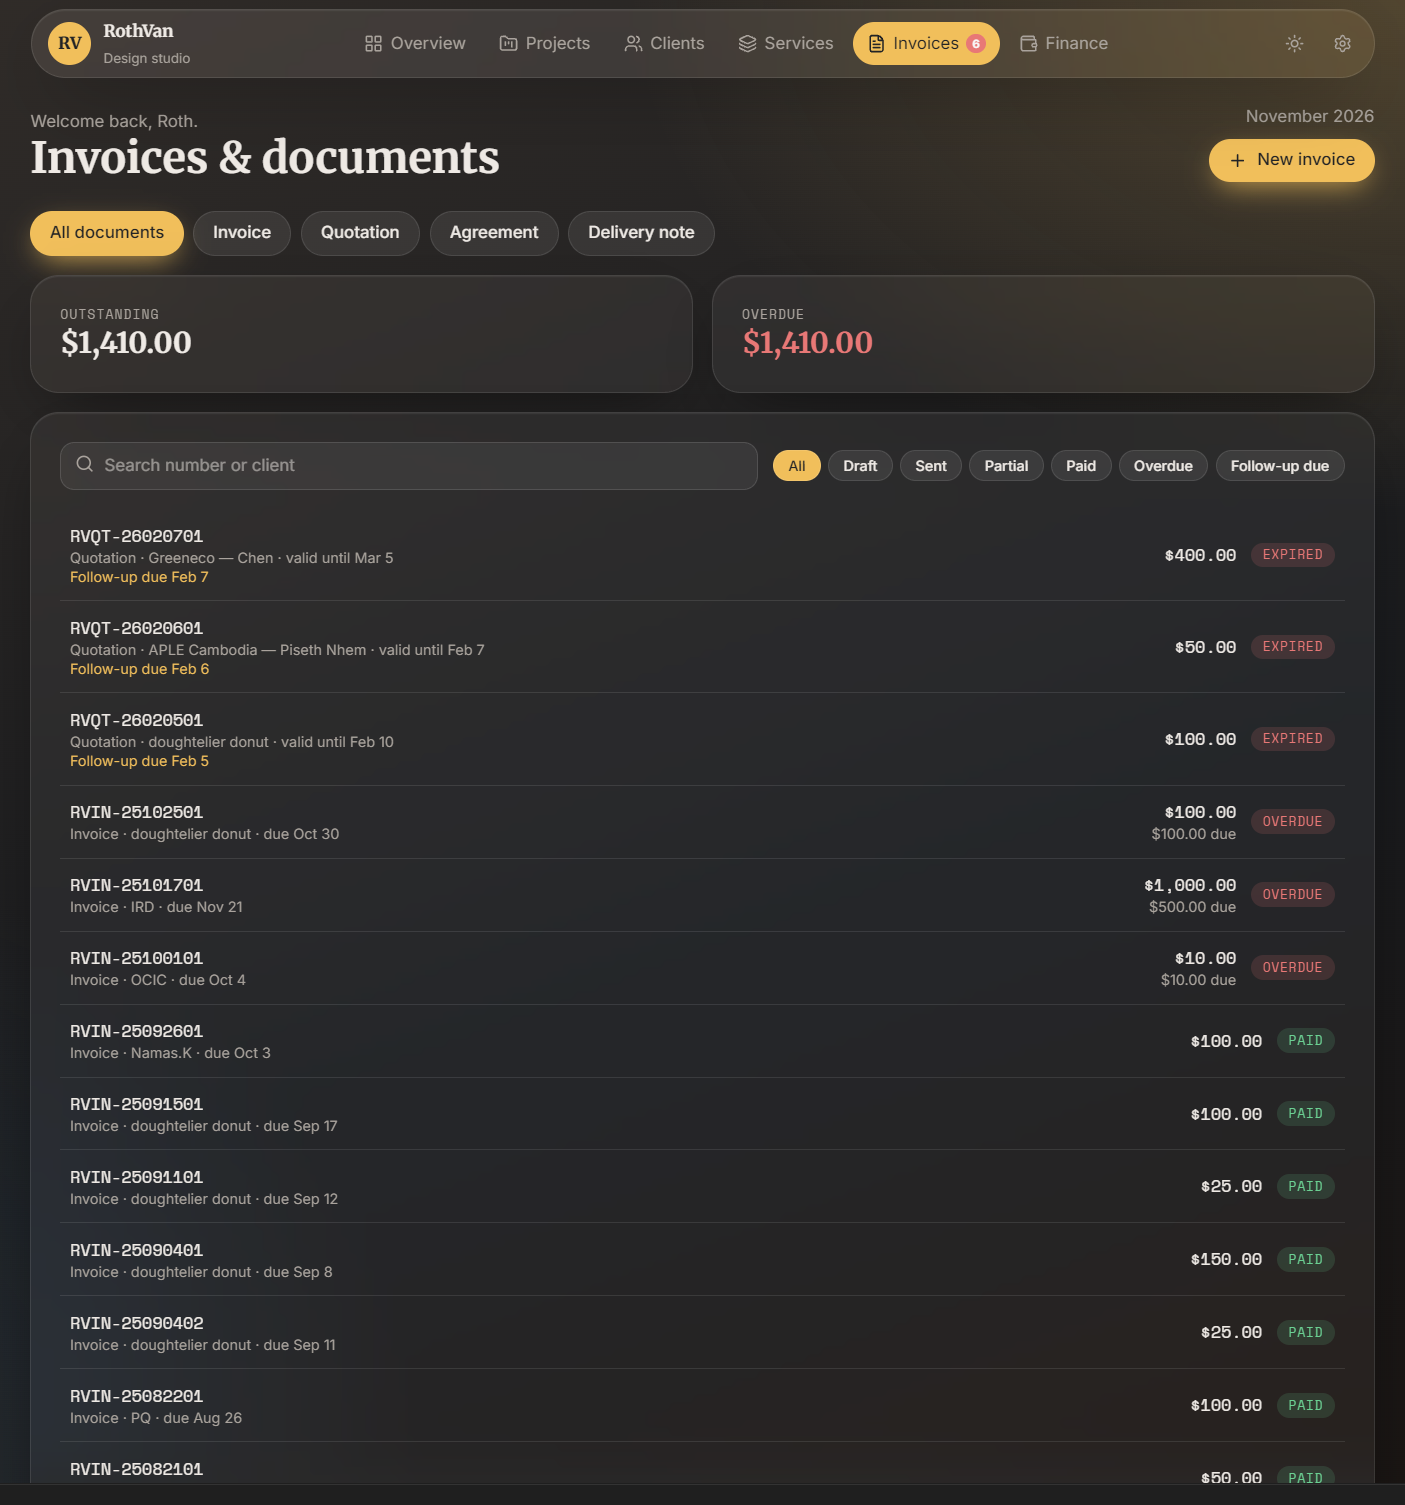 RV
RothVan
Design studio
Overview
Projects
Clients
Services
Invoices 6
Finance
Welcome back, Roth.
Invoices & documents
November 2026
+ New invoice
All documents
Invoice
Quotation
Agreement
Delivery note
OUTSTANDING
$1,410.00
OVERDUE
$1,410.00
Search number or client
All
Draft
Sent
Partial
Paid
Overdue
Follow-up due
RVQT-26020701
Quotation · Greeneco — Chen · valid until Mar 5
Follow-up due Feb 7
$400.00 EXPIRED
RVQT-26020601
Quotation · APLE Cambodia — Piseth Nhem · valid until Feb 7
Follow-up due Feb 6
$50.00 EXPIRED
RVQT-26020501
Quotation · doughtelier donut · valid until Feb 10
Follow-up due Feb 5
$100.00 EXPIRED
RVIN-25102501
Invoice · doughtelier donut · due Oct 30
$100.00
$100.00 due
OVERDUE
RVIN-25101701
Invoice · IRD · due Nov 21
$1,000.00
$500.00 due
OVERDUE
RVIN-25100101
Invoice · OCIC · due Oct 4
$10.00
$10.00 due
OVERDUE
RVIN-25092601
Invoice · Namas.K · due Oct 3
$100.00 PAID
RVIN-25091501
Invoice · doughtelier donut · due Sep 17
$100.00 PAID
RVIN-25091101
Invoice · doughtelier donut · due Sep 12
$25.00 PAID
RVIN-25090401
Invoice · doughtelier donut · due Sep 8
$150.00 PAID
RVIN-25090402
Invoice · doughtelier donut · due Sep 11
$25.00 PAID
RVIN-25082201
Invoice · PQ · due Aug 26
$100.00 PAID
RVIN-25082101
$50.00 PAID